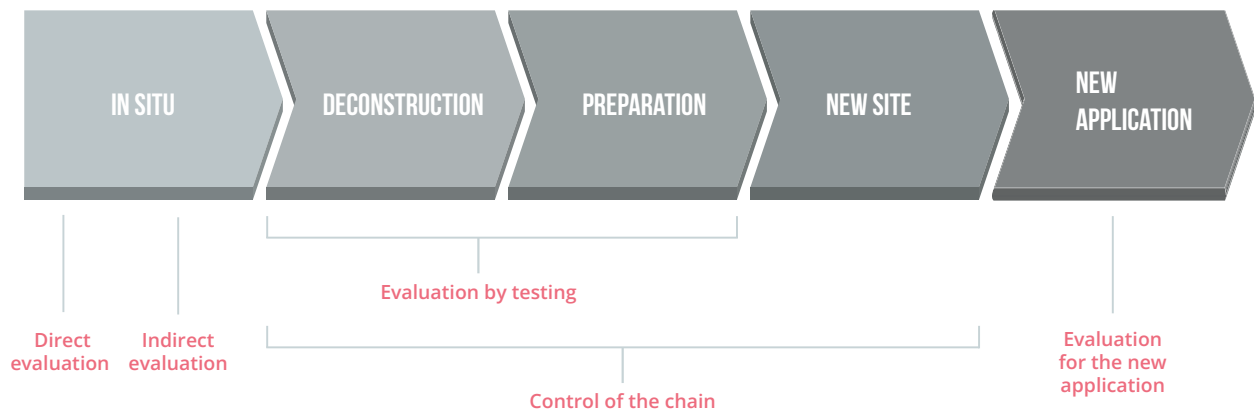 IN SITU
DECONSTRUCTION
PREPARATION
NEW SITE
NEW
APPLICATION
Evaluation by testing
Direct
evaluation
Indirect
evaluation
Evaluation
for the new
application
Control of the chain